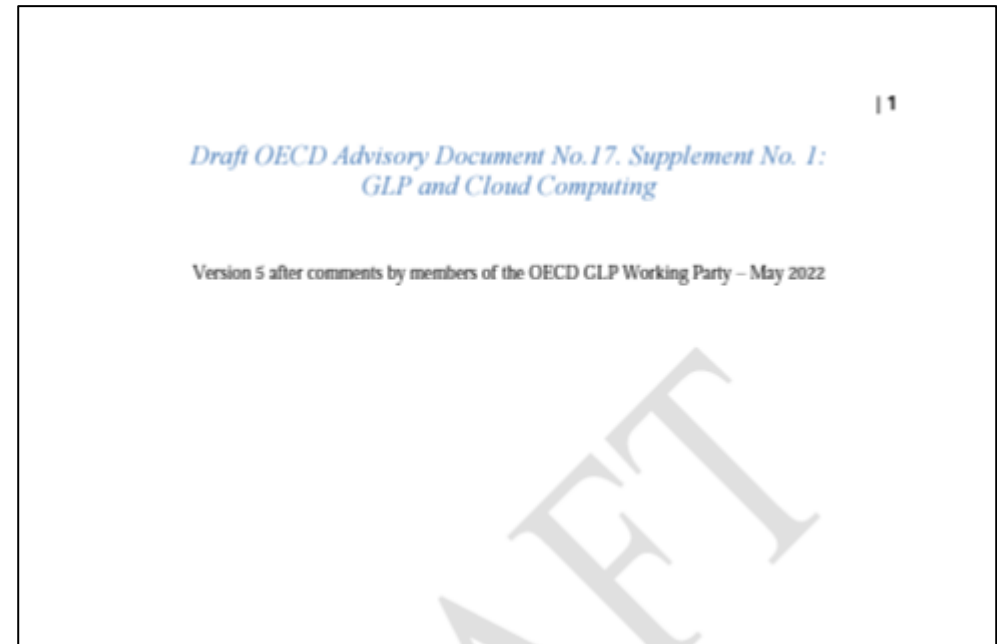 | 1
Draft OECD Advisory Document No.17. Supplement No. 1:
GLP and Cloud Computing
Version 5 after comments by members of the OECD GLP Working Party – May 2022
AFT